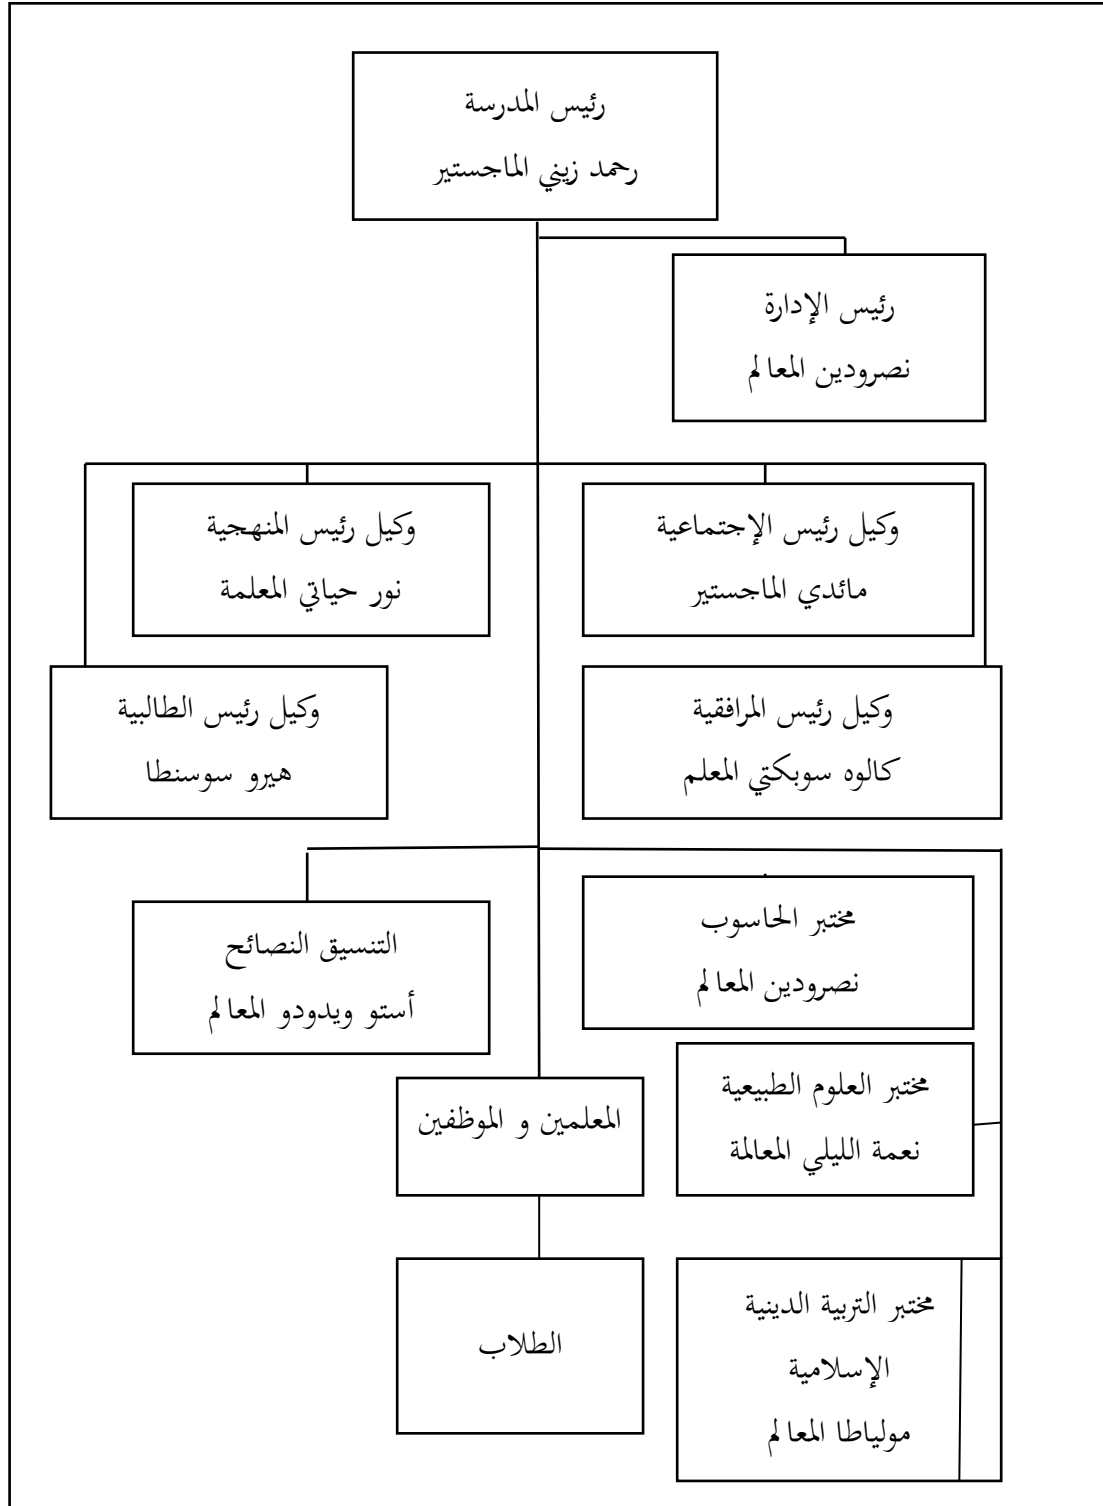 رئيس المدرسة
رحمد زيني الماجستير
رئيس الإدارة
نصرودين المعالم
وكيل رئيس الإجتماعية
مائدي الماجستير
وكيل رئيس المنهجية
نور حياتي المعلمة
وكيل رئيس المرافقية
كالوه سوبكتي المعلم
وكيل رئيس الطالبية
هيرو سوسنطا
مختبر الحاسوب
نصرودين المعالم
التنسيق النصائح
أستو ويدودو المعالم
مختبر العلوم الطبيعية
نعمة الليلي المعالمة
المعلمين و الموظفين
مختبر التربية الدينية
الإسلامية
مولياطا المعالم
الطلاب